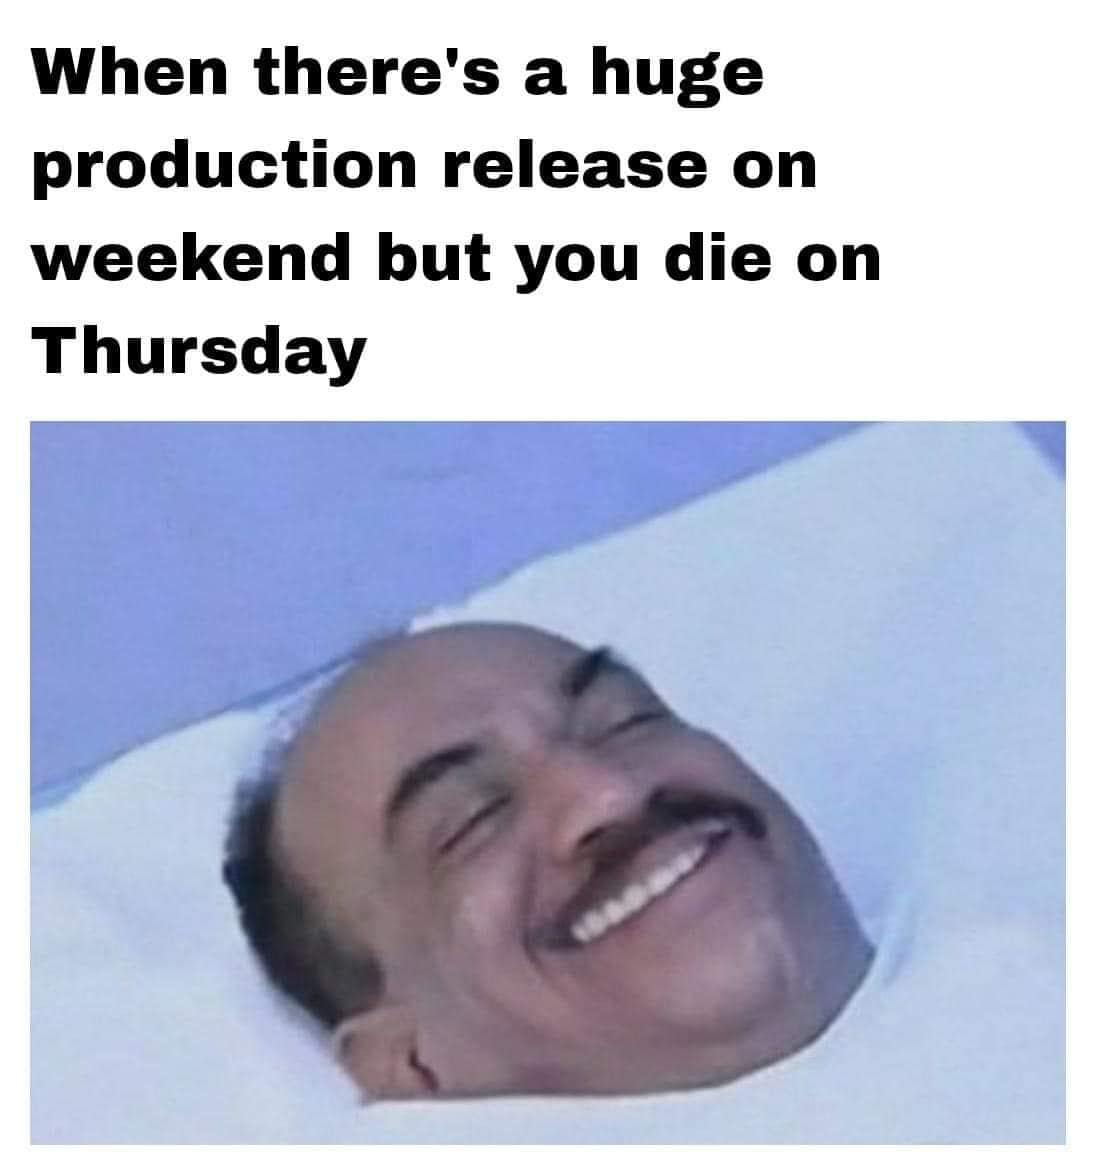 When there's a huge
production release on
weekend but you die on
Thursday